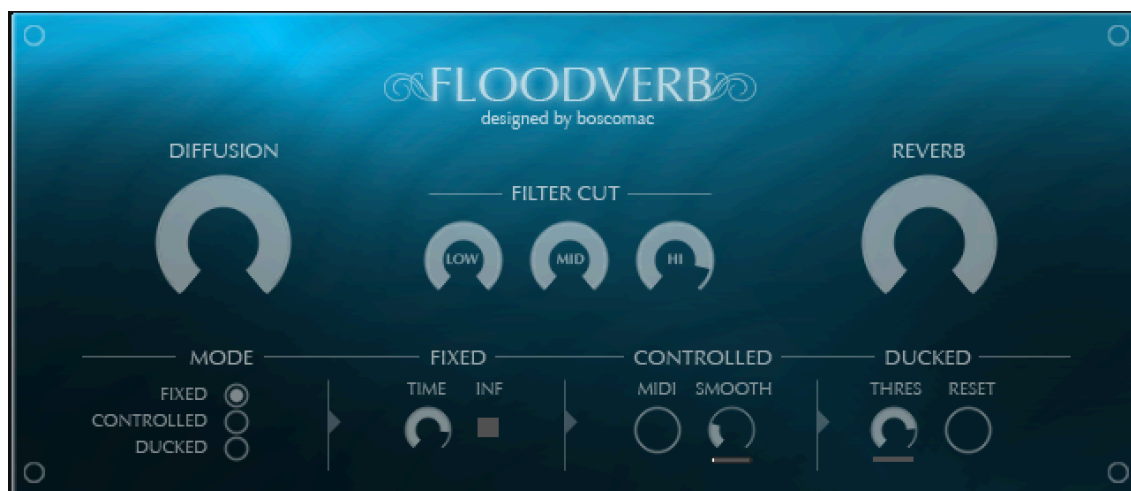 FLOODVERB
designed by boscomac
DIFFUSION
REVERB
FILTER CUT
LOW MID HI
MODE FIXED CONTROLLED DUCKED
FIXED TIME INF MIDI SMOOTH THRES RESET
CONTROLLED
DUCKED